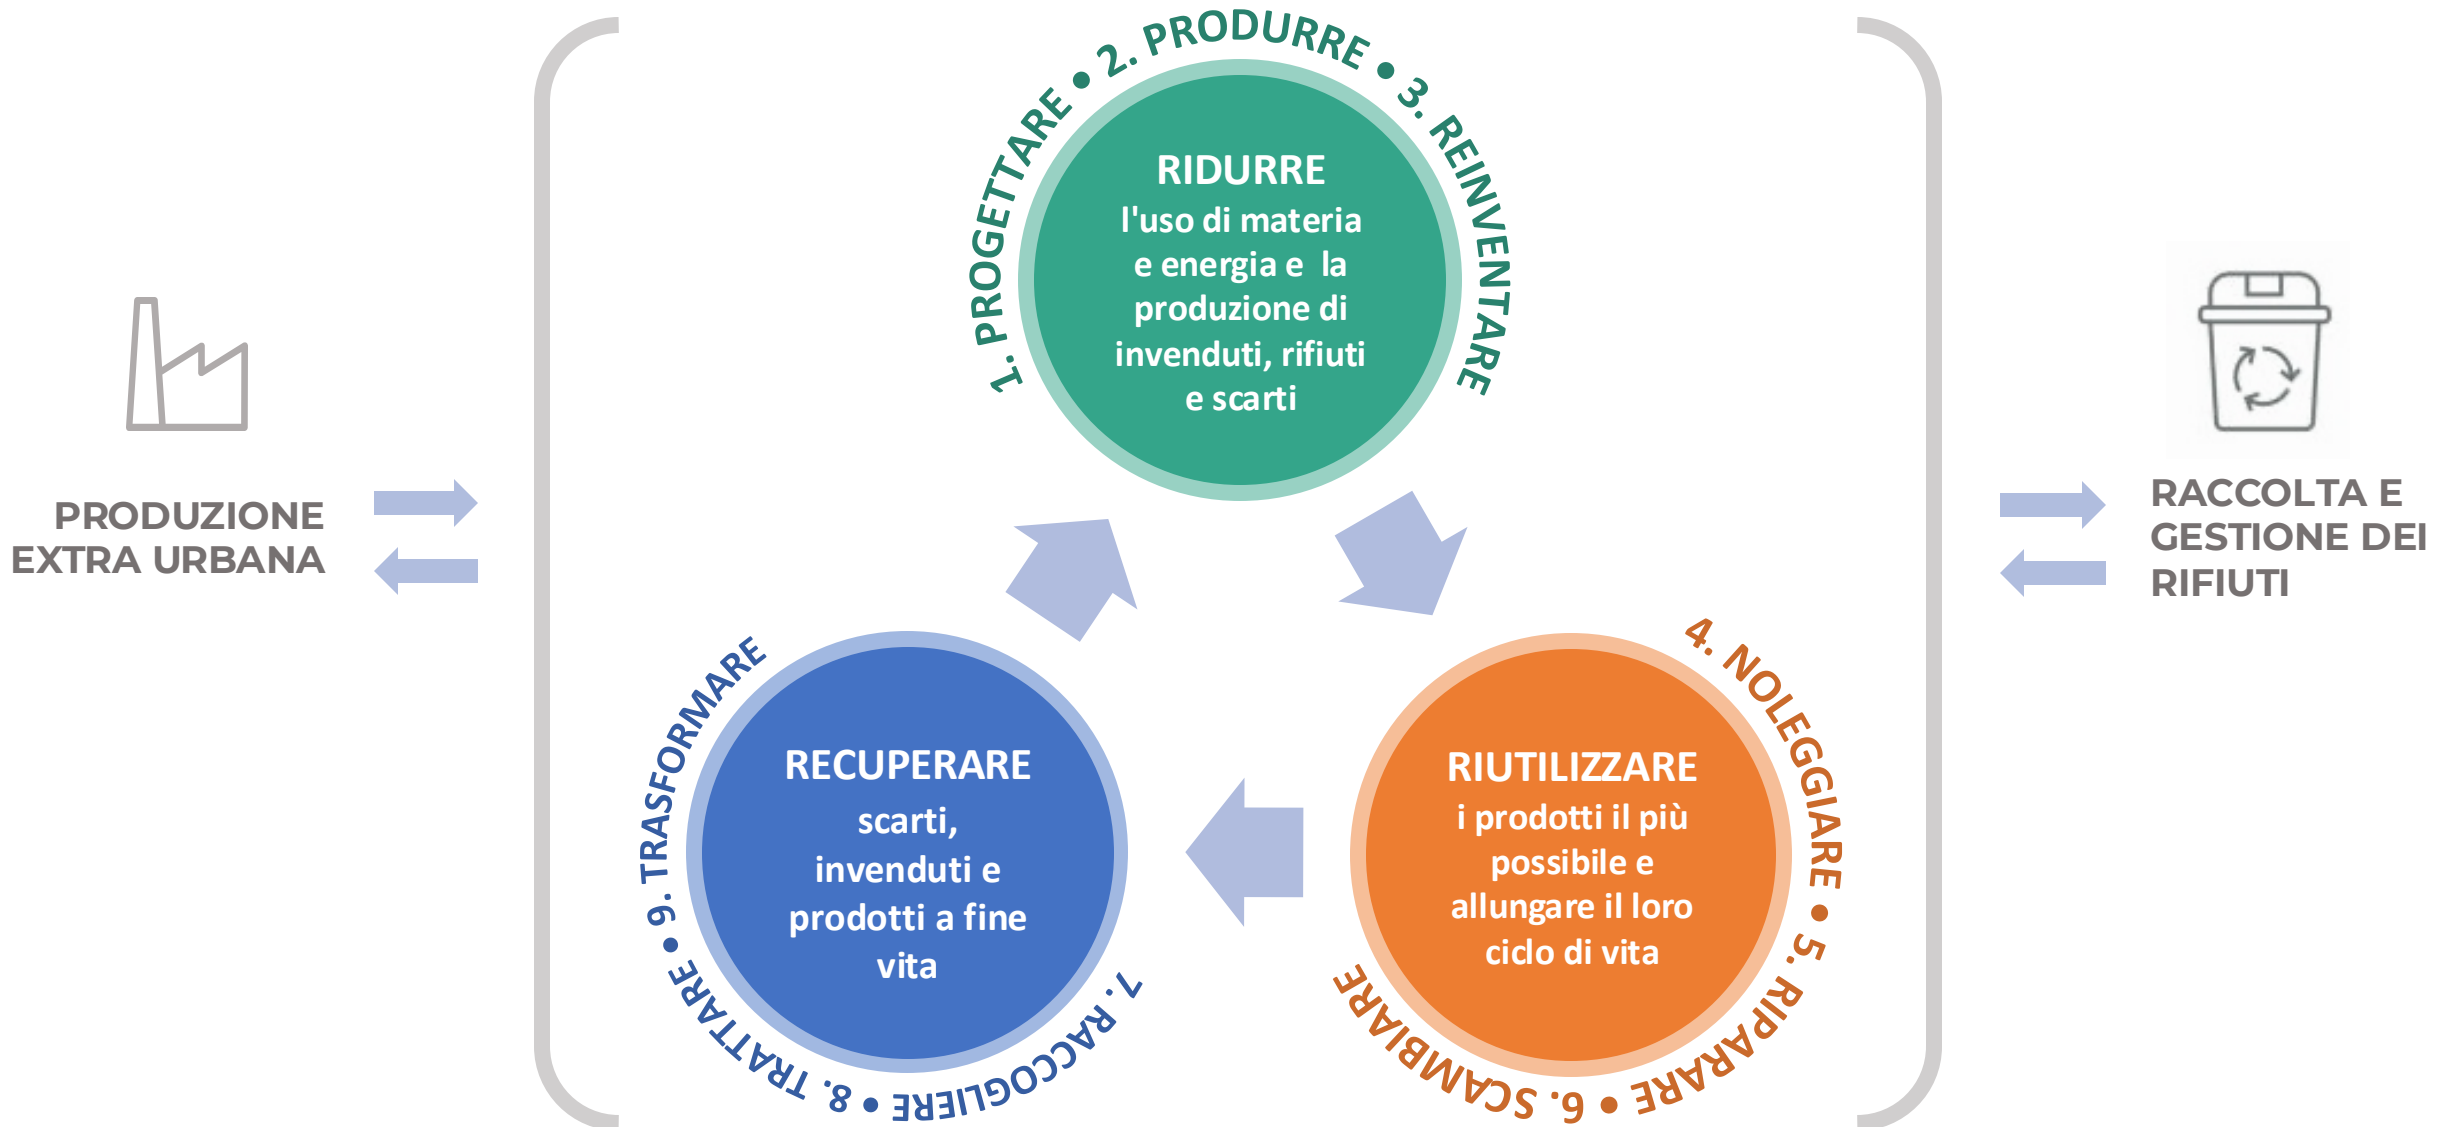 1. PROGETTARE • 2. PRODURRE • 3. REINVENTARE
RIDURRE
l'uso di materia
e energia e la
produzione di
invenduti, rifiuti
e scarti
PRODUZIONE
EXTRA URBANA
RACCOLTA E
GESTIONE DEI
RIFIUTI
4. NOLEGGIARE • 5. RIPARARE • 6. SCAMBIARE
RIUTILIZZARE
i prodotti il più
possibile e
allungare il loro
ciclo di vita
7. RACCOGLIERE • 8. TRATTARE • 9. TRASFORMARE
RECUPERARE
scarti,
invenduti e
prodotti a fine
vita